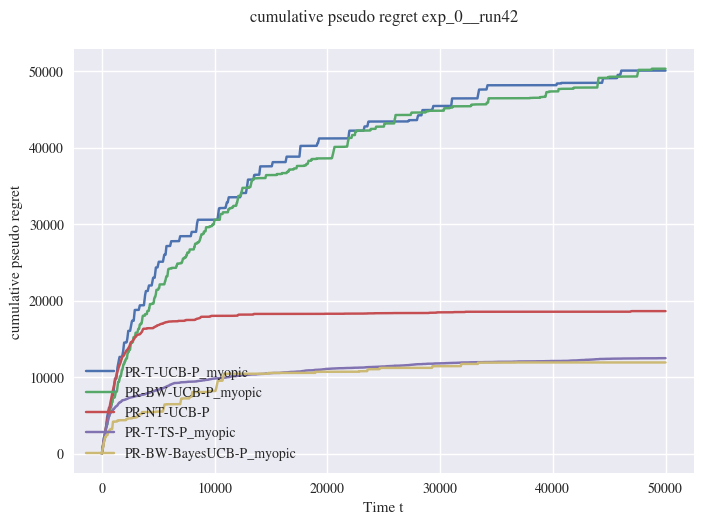 cumulative pseudo regret exp_0__run42
cumulative pseudo regret
50000
40000
30000
20000
10000
0
PR-T-UCB-P_myopic
PR-BW-UCB-P_myopic
PR-NT-UCB-P
PR-T-TS-P_myopic
PR-BW-BayesUCB-P_myopic
0 10000 20000 30000 40000 50000
Time t